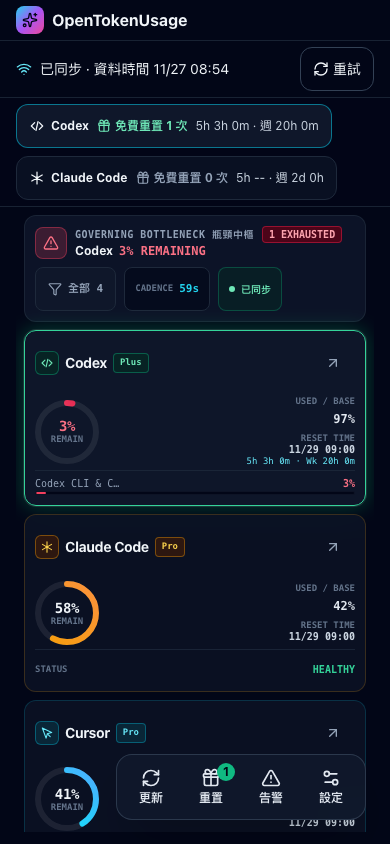 OpenTokenUsage
已同步 · 資料時間 11/27 08:54
重試
Codex 免費重置 1 次 5h 3h 0m · 週 20h 0m
Claude Code 免費重置 0 次 5h -- · 週 2d 0h
GOVERNING BOTTLENECK 瓶頸中樞 1 EXHAUSTED
Codex 3% REMAINING
全部 4
CADENCE 59s
已同步
Codex Plus
USED / BASE
97%
3%
REMAIN
RESET TIME
11/29 09:00
5h 3h 0m · Wk 20h 0m
Codex CLI & C… 3%
Claude Code Pro
USED / BASE
42%
58%
REMAIN
RESET TIME
11/29 09:00
STATUS HEALTHY
Cursor Pro
41%
REMAIN
11/29 09:00
1
更新 重置 告警 設定